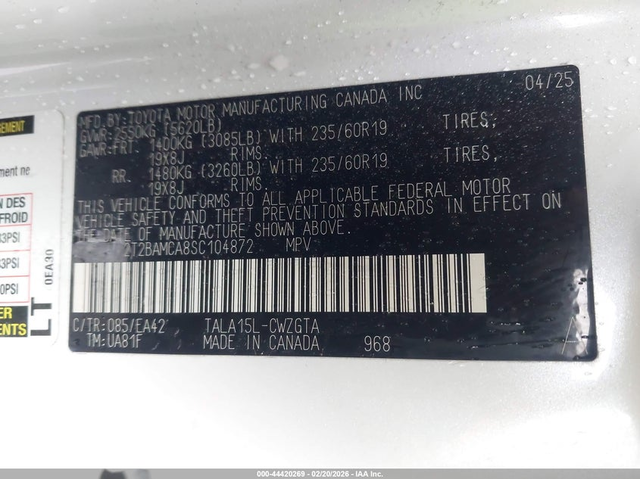 MFD.BY:TOYOTA MOTOR MANUFACTURING CANADA INC 04/25
GVWR:2550KG (5620LB)
GAWR-FRT: 1400KG (3085LB) WITH 235/60R19 TIRES,
19X8J RIMS,
RR. 1480KG (3260LB) WITH 235/60R19 TIRES,
19X8J RIMS.
THIS VEHICLE CONFORMS TO ALL APPLICABLE FEDERAL MOTOR
VEHICLE SAFETY AND THEFT PREVENTION STANDARDS IN EFFECT ON
THE DATE OF MANUFACTURE SHOWN ABOVE.
2T2BAMCA8SC104872 MPV
C/TR:085/EA42 TALA15L-CWZGTA
TM:UA81F MADE IN CANADA 968
LT 0EA30
000-44420269 - 02/20/2026 - IAA Inc.